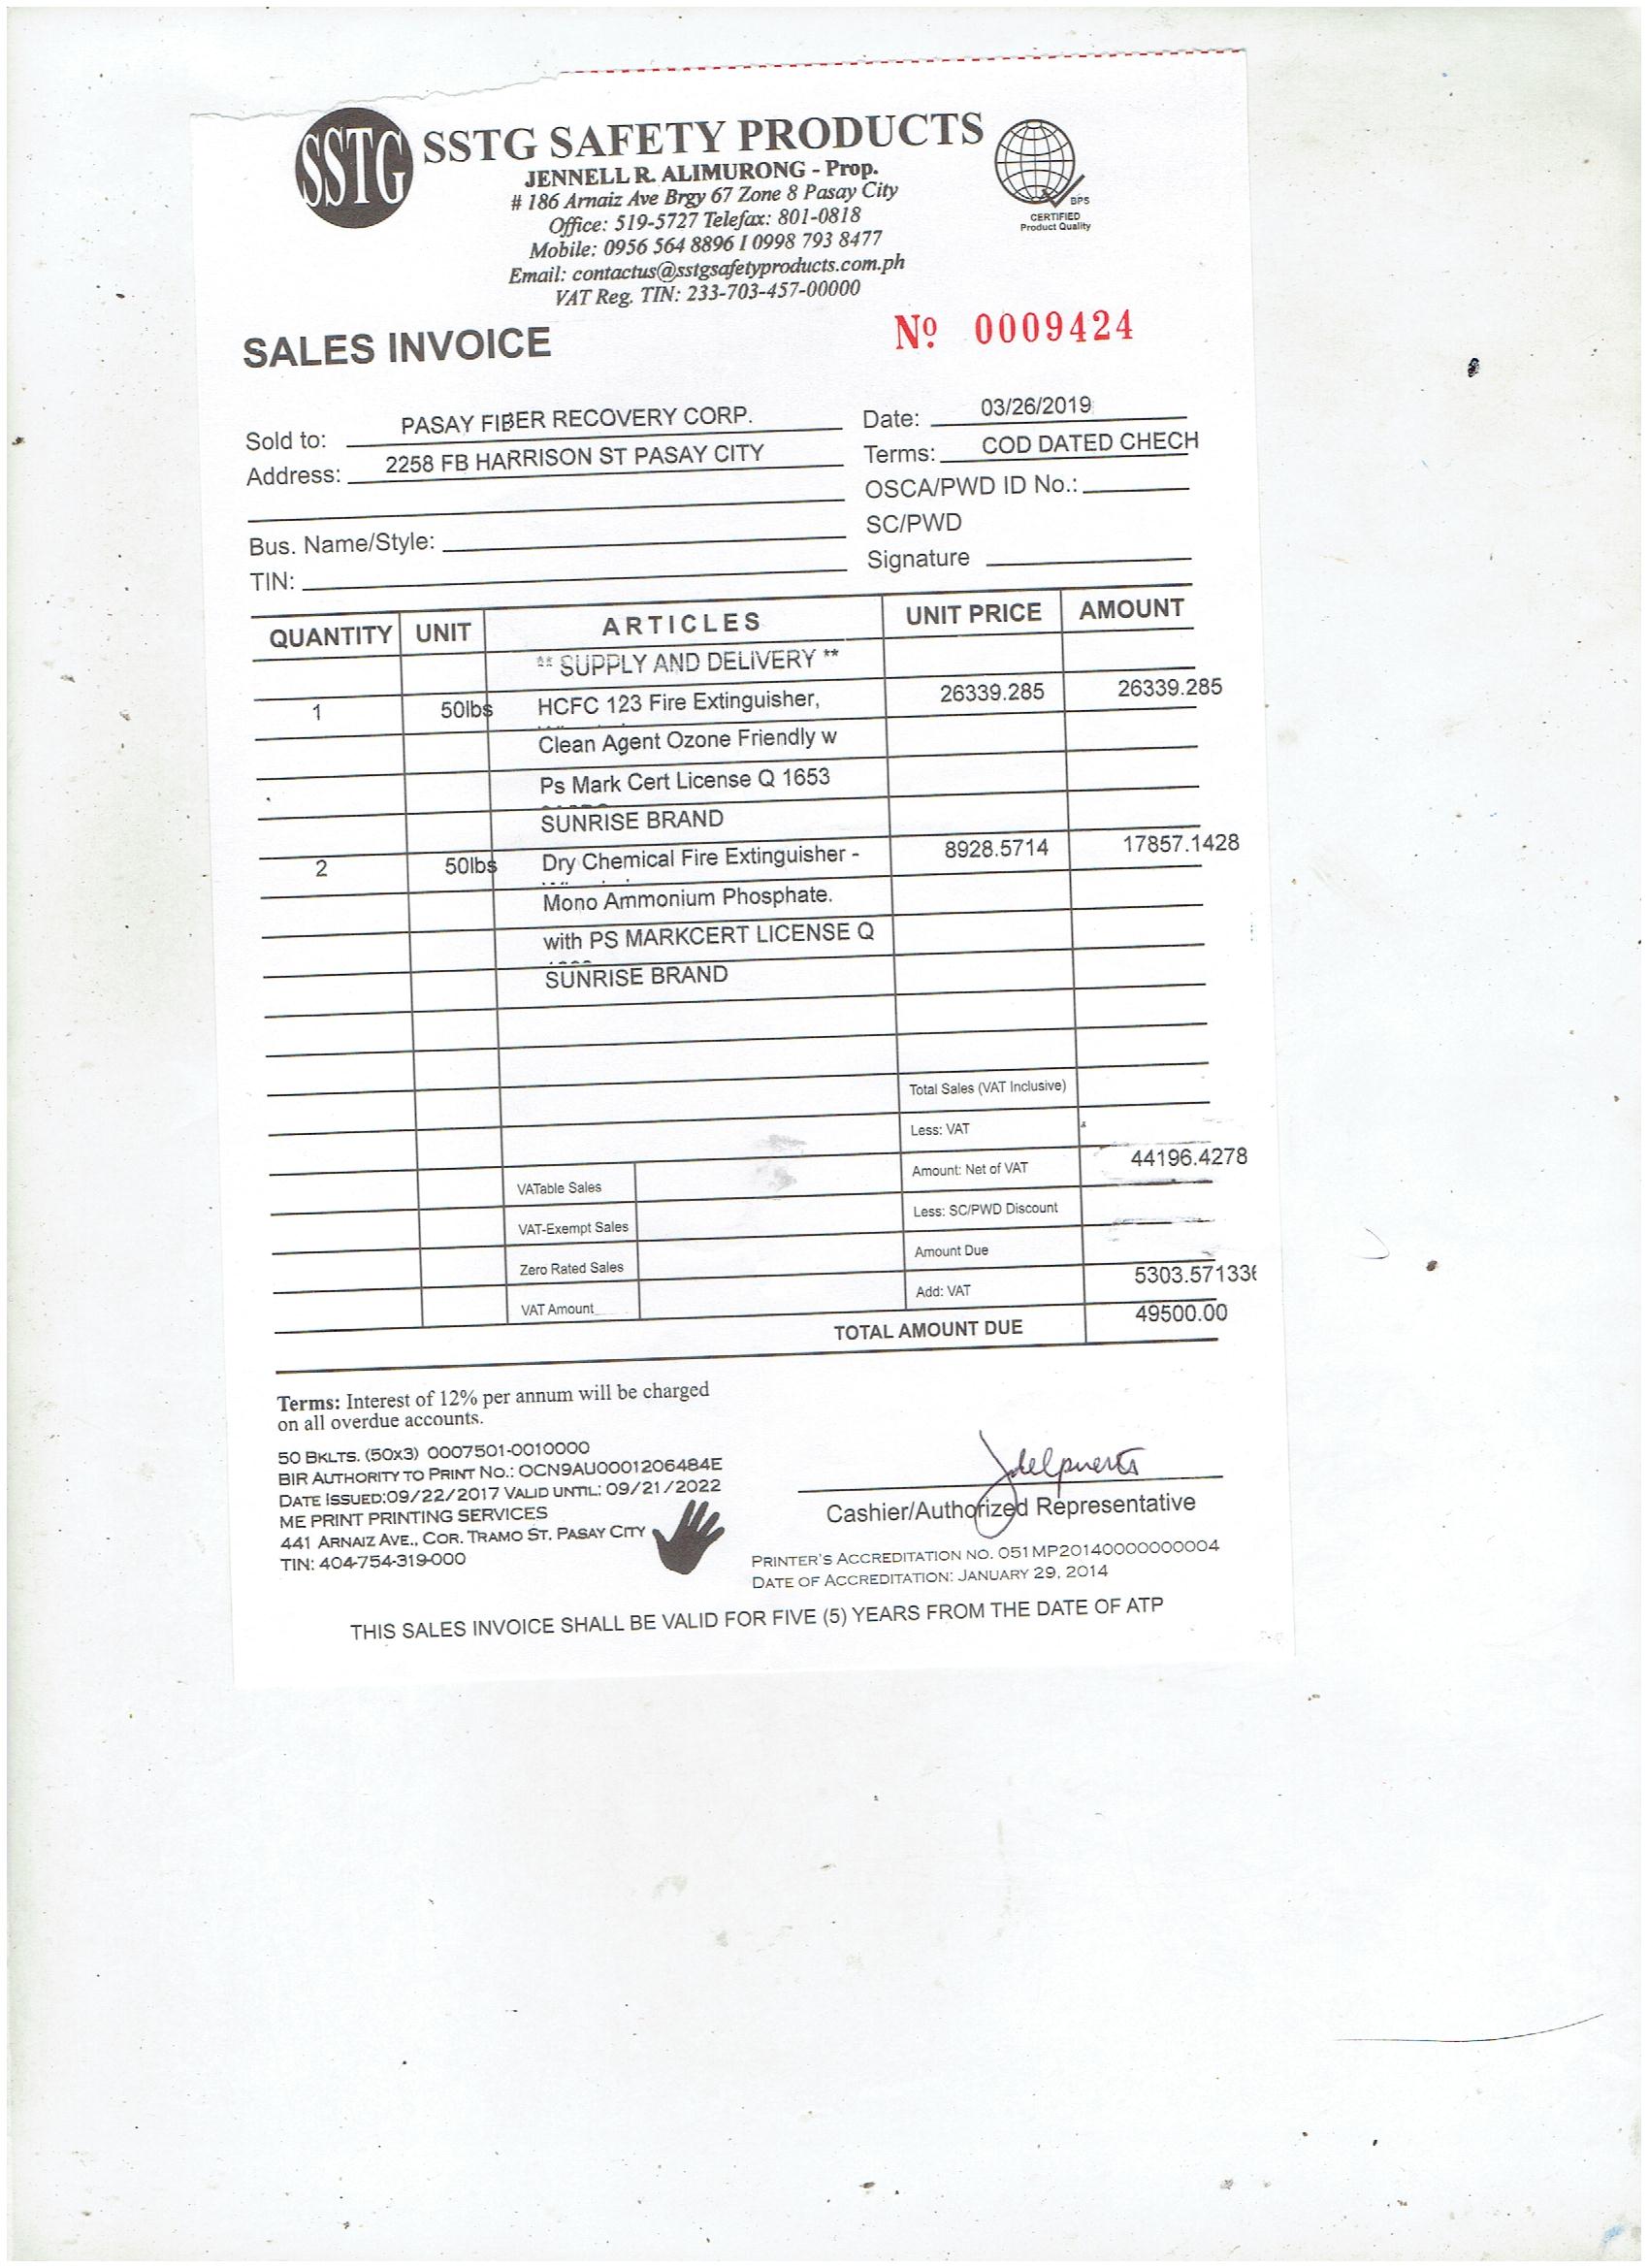 SSTG SSTG SAFETY PRODUCTS
JENNELL R. ALIMURONG - Prop.
# 186 Arnaiz Ave Brgy 67 Zone 8 Pasay City
Office: 519-5727 Telefax: 801-0818
Mobile: 0956 564 8896 I 0998 793 8477
Email: contactus@sstgsafetyproducts.com.ph
VAT Reg. TIN: 233-703-457-00000
BPS
CERTIFIED
Product Quality
SALES INVOICE
Nº 0009424
Sold to: PASAY FIBER RECOVERY CORP.
Date: 03/26/2019
Address: 2258 FB HARRISON ST PASAY CITY
Terms: COD DATED CHECH
OSCA/PWD ID No.:
Bus. Name/Style:
SC/PWD
TIN:
Signature
QUANTITY UNIT ARTICLES UNIT PRICE AMOUNT
** SUPPLY AND DELIVERY **
1 50lbs HCFC 123 Fire Extinguisher, 26339.285 26339.285
Clean Agent Ozone Friendly w
Ps Mark Cert License Q 1653
SUNRISE BRAND
2 50lbs Dry Chemical Fire Extinguisher - 8928.5714 17857.1428
Mono Ammonium Phosphate.
with PS MARKCERT LICENSE Q
SUNRISE BRAND
Total Sales (VAT Inclusive)
Less: VAT
VATable Sales Amount: Net of VAT 44196.4278
VAT-Exempt Sales Less: SC/PWD Discount
Zero Rated Sales Amount Due
VAT Amount Add: VAT 5303.571336
TOTAL AMOUNT DUE 49500.00
Terms: Interest of 12% per annum will be charged
on all overdue accounts.
50 BKLTS. (50x3) 0007501-0010000
BIR AUTHORITY TO PRINT NO.: OCN9AU0001206484E
DATE ISSUED:09/22/2017 VALID UNTIL: 09/21/2022
ME PRINT PRINTING SERVICES
441 ARNAIZ AVE., COR. TRAMO ST. PASAY CITY
TIN: 404-754-319-000
Jdelpuerto
Cashier/Authorized Representative
PRINTER'S ACCREDITATION NO. 051MP20140000000004
DATE OF ACCREDITATION: JANUARY 29, 2014
THIS SALES INVOICE SHALL BE VALID FOR FIVE (5) YEARS FROM THE DATE OF ATP